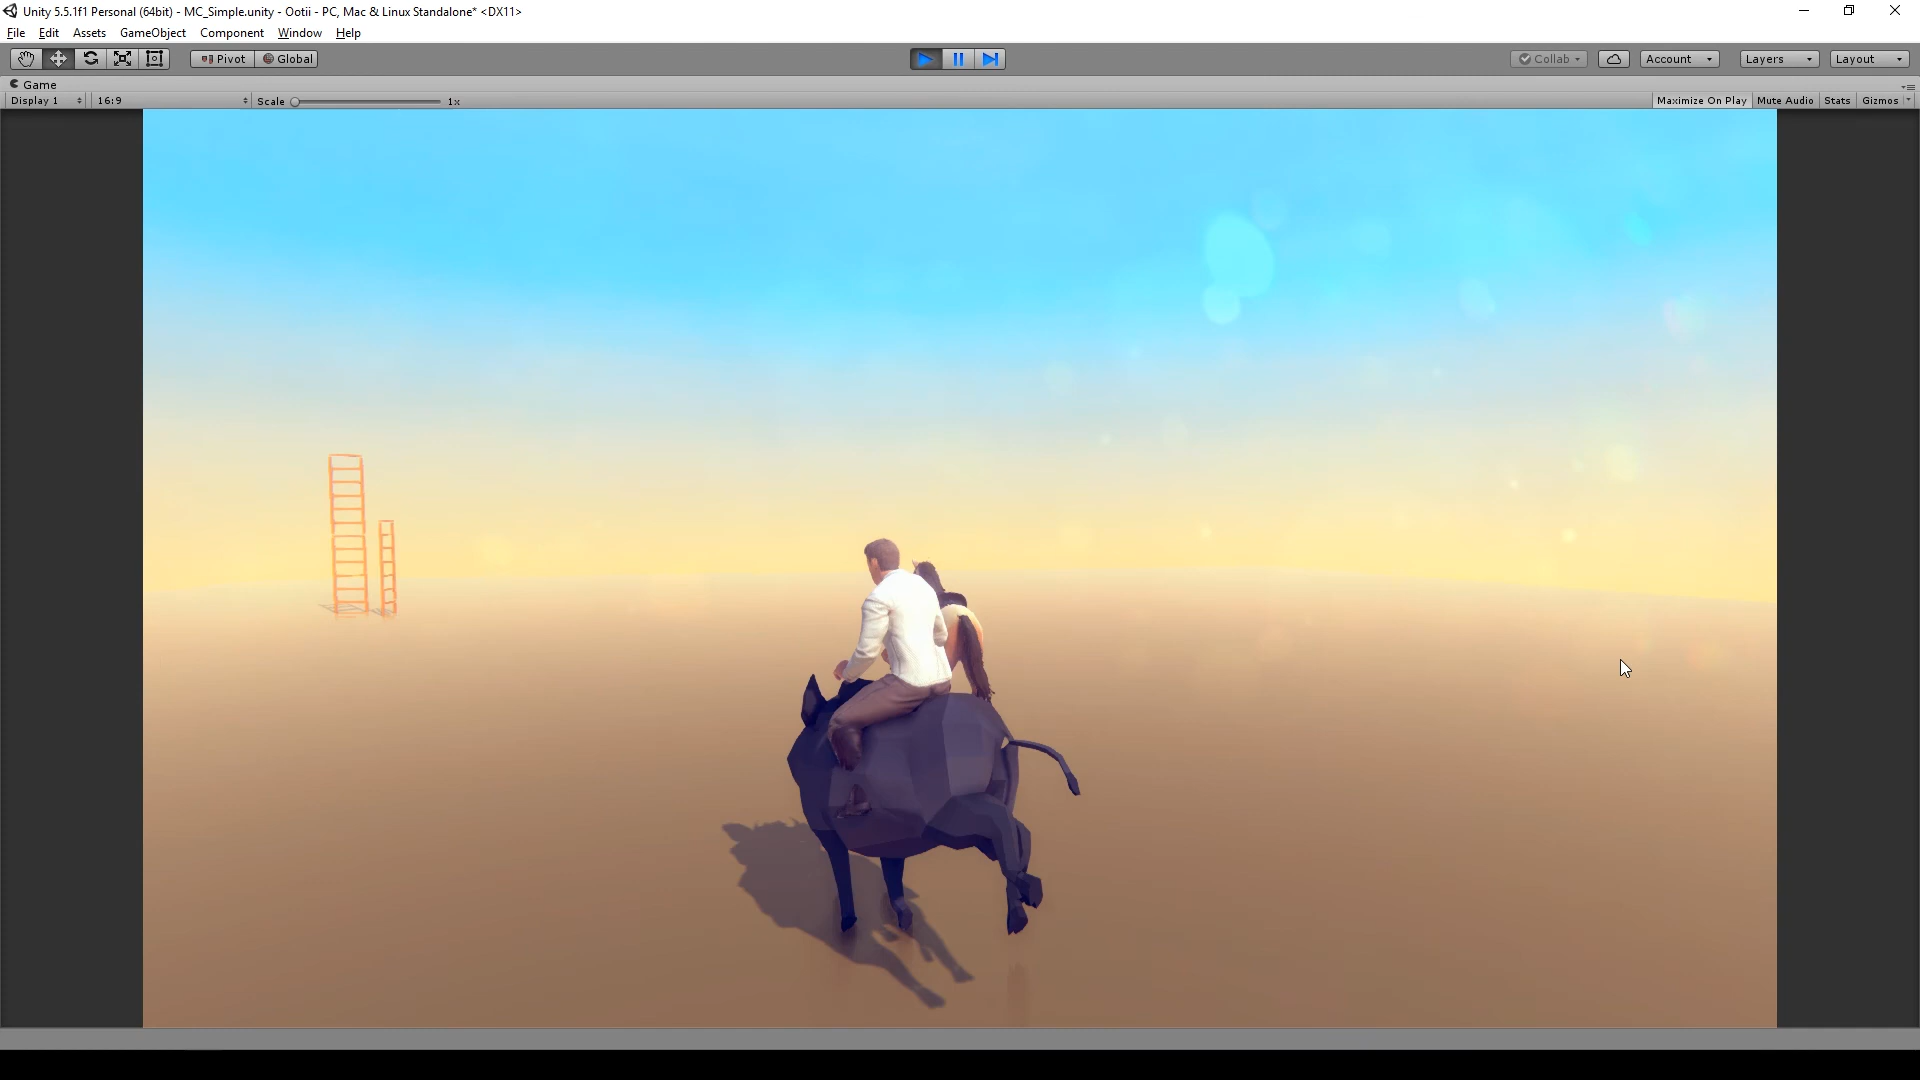 Unity 5.5.1f1 Personal (64bit) - MC_Simple.unity - Ootii - PC, Mac & Linux Standalone* <DX11>
File Edit Assets GameObject Component Window Help
Pivot Global Collab Account Layers Layout
Game
Display 1 16:9 Scale 1x Maximize On Play Mute Audio Stats Gizmos